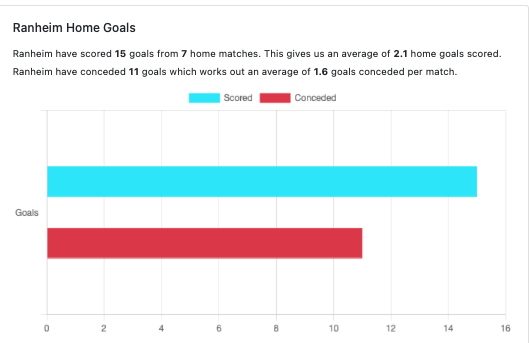 Ranheim Home Goals
Ranheim have scored 15 goals from 7 home matches. This gives us an average of 2.1 home goals scored.
Ranheim have conceded 11 goals which works out an average of 1.6 goals conceded per match.
Scored Conceded
Goals
0 2 4 6 8 10 12 14 16